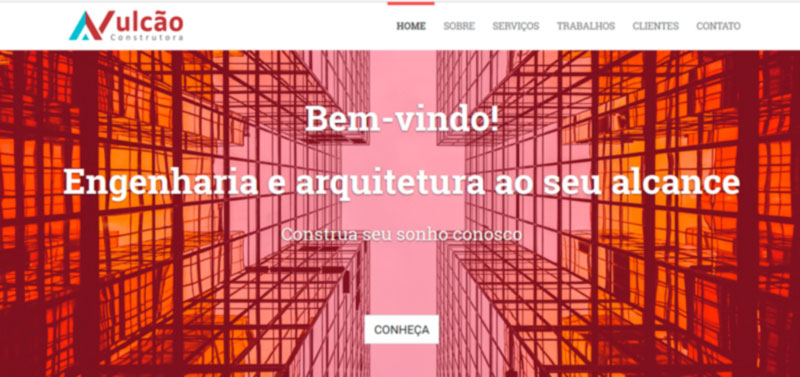 Vulcão
Construtora
HOME SOBRE SERVIÇOS TRABALHOS CLIENTES CONTATO
Bem-vindo!
Engenharia e arquitetura ao seu alcance
Construa seu sonho conosco
CONHEÇA